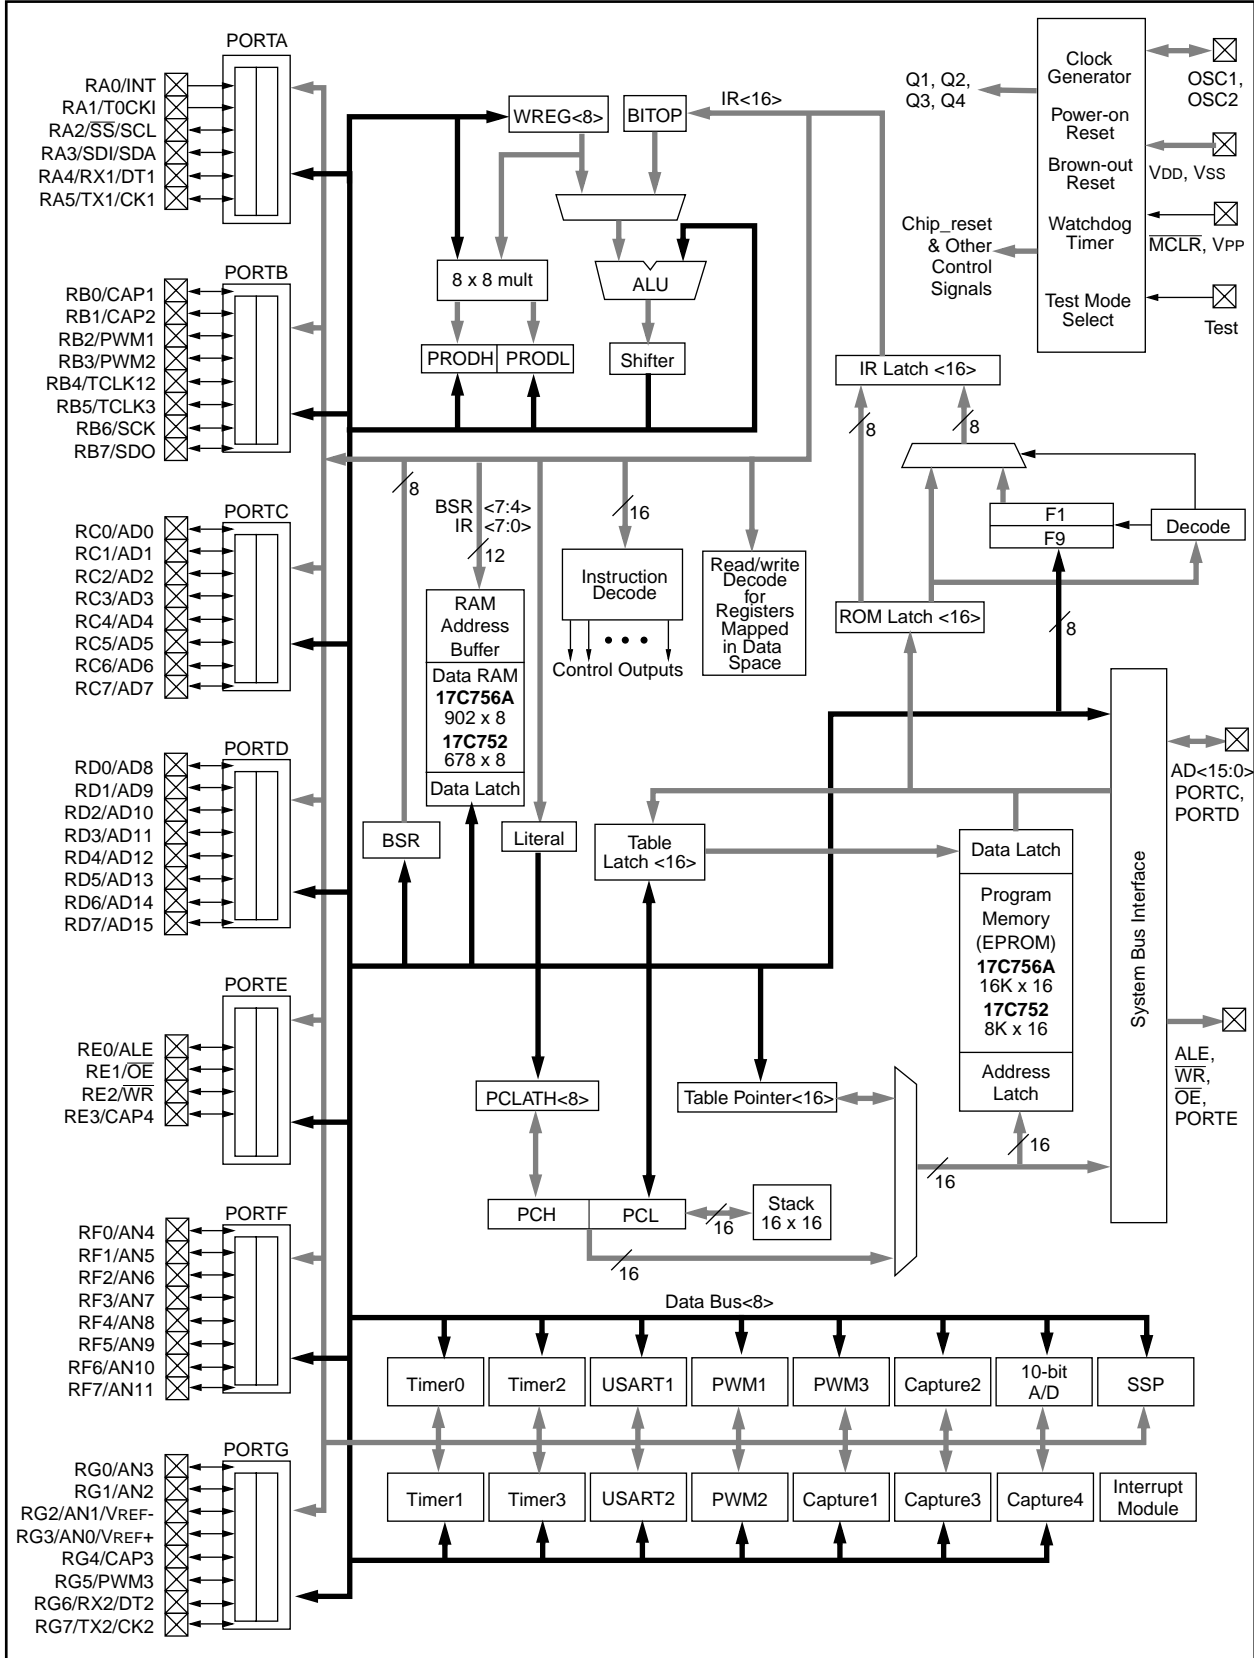 PORTA
RA0/INT
RA1/T0CKI
RA2/SS/SCL
RA3/SDI/SDA
RA4/RX1/DT1
RA5/TX1/CK1
PORTB
RB0/CAP1
RB1/CAP2
RB2/PWM1
RB3/PWM2
RB4/TCLK12
RB5/TCLK3
RB6/SCK
RB7/SDO
PORTC
RC0/AD0
RC1/AD1
RC2/AD2
RC3/AD3
RC4/AD4
RC5/AD5
RC6/AD6
RC7/AD7
PORTD
RD0/AD8
RD1/AD9
RD2/AD10
RD3/AD11
RD4/AD12
RD5/AD13
RD6/AD14
RD7/AD15
PORTE
RE0/ALE
RE1/OE
RE2/WR
RE3/CAP4
PORTF
RF0/AN4
RF1/AN5
RF2/AN6
RF3/AN7
RF4/AN8
RF5/AN9
RF6/AN10
RF7/AN11
PORTG
RG0/AN3
RG1/AN2
RG2/AN1/VREF-
RG3/AN0/VREF+
RG4/CAP3
RG5/PWM3
RG6/RX2/DT2
RG7/TX2/CK2
WREG<8>
BITOP
IR<16>
8 x 8 mult
ALU
PRODH
PRODL
Shifter
Q1, Q2,
Q3, Q4
Chip_reset
& Other
Control
Signals
Clock
Generator
Power-on
Reset
Brown-out
Reset
Watchdog
Timer
Test Mode
Select
OSC1,
OSC2
VDD, VSS
MCLR, VPP
Test
IR Latch <16>
8
8
F1
F9
Decode
ROM Latch <16>
8
8
BSR <7:4>
IR <7:0>
12
16
RAM
Address
Buffer
Data RAM
17C756A
902 x 8
17C752
678 x 8
Data Latch
Instruction
Decode
Control Outputs
Read/write
Decode
for
Registers
Mapped
in Data
Space
BSR
Literal
Table
Latch <16>
Data Latch
Program
Memory
(EPROM)
17C756A
16K x 16
17C752
8K x 16
Address
Latch
System Bus Interface
AD<15:0>
PORTC,
PORTD
ALE,
WR,
OE,
PORTE
PCLATH<8>
Table Pointer<16>
16
16
PCH
PCL
16
Stack
16 x 16
16
Data Bus<8>
Timer0
Timer2
USART1
PWM1
PWM3
Capture2
10-bit
A/D
SSP
Timer1
Timer3
USART2
PWM2
Capture1
Capture3
Capture4
Interrupt
Module